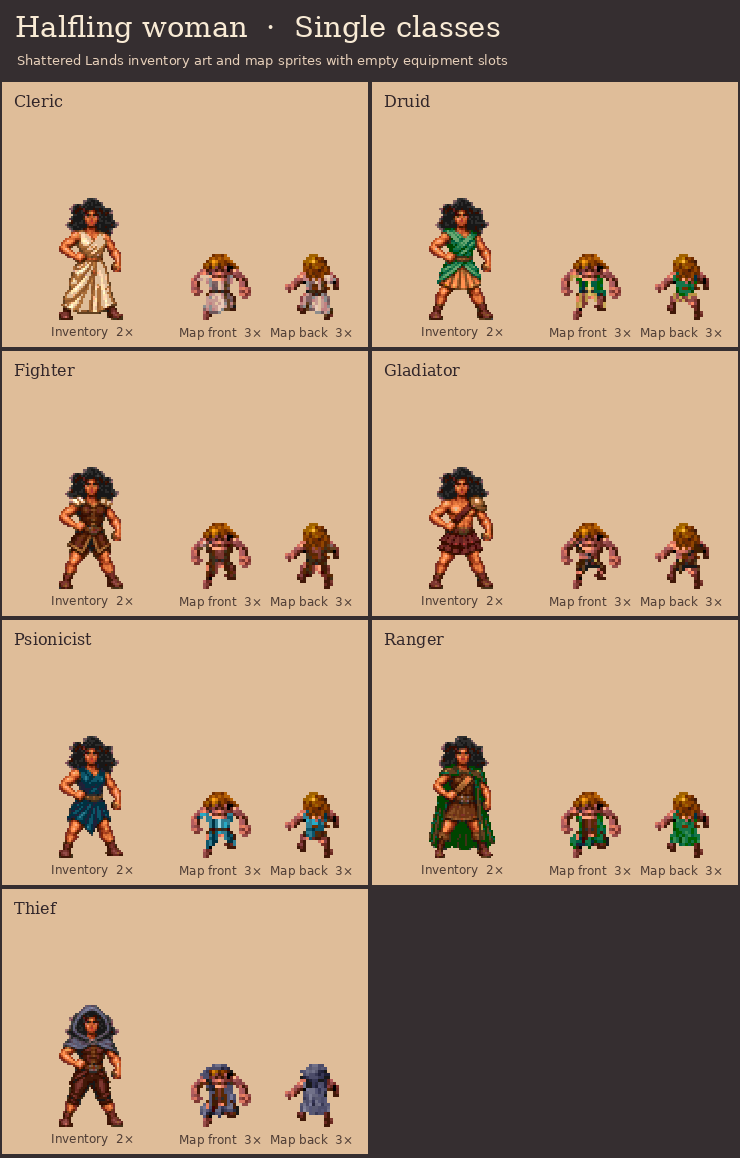 Halfling woman · Single classes
Shattered Lands inventory art and map sprites with empty equipment slots
Cleric
Inventory 2×
Map front 3×
Map back 3×
Druid
Inventory 2×
Map front 3×
Map back 3×
Fighter
Inventory 2×
Map front 3×
Map back 3×
Gladiator
Inventory 2×
Map front 3×
Map back 3×
Psionicist
Inventory 2×
Map front 3×
Map back 3×
Ranger
Inventory 2×
Map front 3×
Map back 3×
Thief
Inventory 2×
Map front 3×
Map back 3×